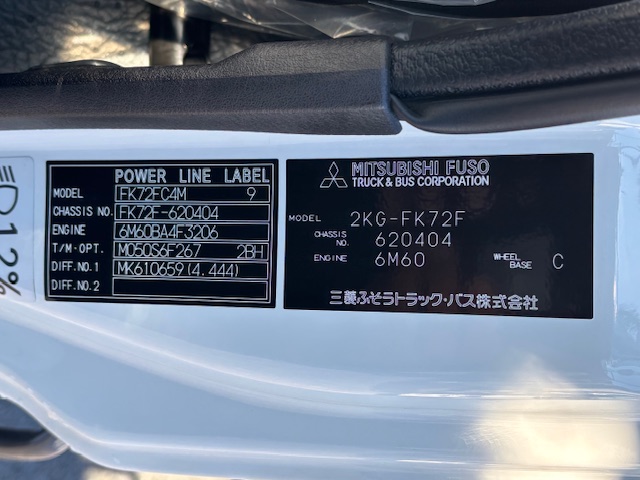 POWER LINE LABEL
MODEL FK72FC4M 9
CHASSIS NO. FK72F-620404
ENGINE 6M60BA4F3206
T/M-OPT. M050S6F267 2BH
DIFF.NO.1 MK610659(4.444)
DIFF.NO.2
MITSUBISHI FUSO
TRUCK & BUS CORPORATION
MODEL 2KG-FK72F
CHASSIS NO. 620404
ENGINE 6M60 WHEEL BASE C
三菱ふそうトラック・バス株式会社
12%